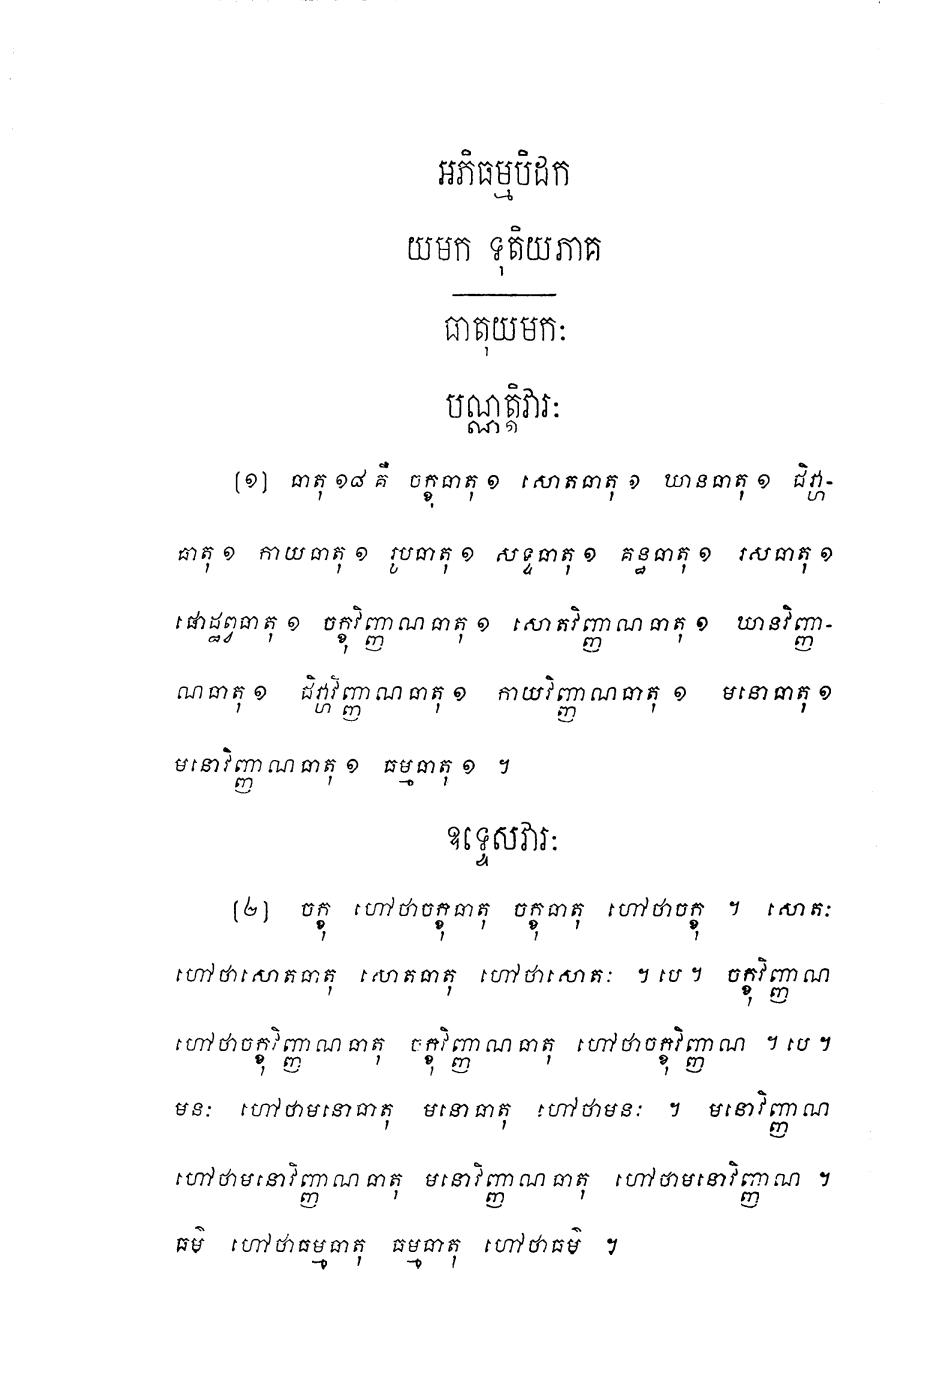 អភិធម្មបិដក
យមក ទុតិយភាគ
ធាតុយមកៈ
បណ្ណត្តិវារៈ
(១) ធាតុ ១៨ គឺ ចក្ខុធាតុ ១ សោតធាតុ ១ ឃានធាតុ ១ ជិវ្ហា-
ធាតុ ១ កាយធាតុ ១ រូបធាតុ ១ សទ្ទធាតុ ១ គន្ធធាតុ ១ រសធាតុ ១
ផោដ្ឋព្វធាតុ ១ ចក្ខុវិញ្ញាណធាតុ ១ សោតវិញ្ញាណធាតុ ១ ឃានវិញ្ញា-
ណធាតុ ១ ជិវ្ហាវិញ្ញាណធាតុ ១ កាយវិញ្ញាណធាតុ ១ មនោធាតុ ១
មនោវិញ្ញាណធាតុ ១ ធម្មធាតុ ១ ។
ឧទ្ទេសវារៈ
(២) ចក្ខុ ហៅថាចក្ខុធាតុ ចក្ខុធាតុ ហៅថាចក្ខុ ។ សោតៈ
ហៅថាសោតធាតុ សោតធាតុ ហៅថាសោតៈ ។ បេ ។ ចក្ខុវិញ្ញាណ
ហៅថាចក្ខុវិញ្ញាណធាតុ ចក្ខុវិញ្ញាណធាតុ ហៅថាចក្ខុវិញ្ញាណ ។ បេ ។
មនៈ ហៅថាមនោធាតុ មនោធាតុ ហៅថាមនៈ ។ មនោវិញ្ញាណ
ហៅថាមនោវិញ្ញាណធាតុ មនោវិញ្ញាណធាតុ ហៅថាមនោវិញ្ញាណ ។
ធម៌ ហៅថាធម្មធាតុ ធម្មធាតុ ហៅថាធម៌ ។